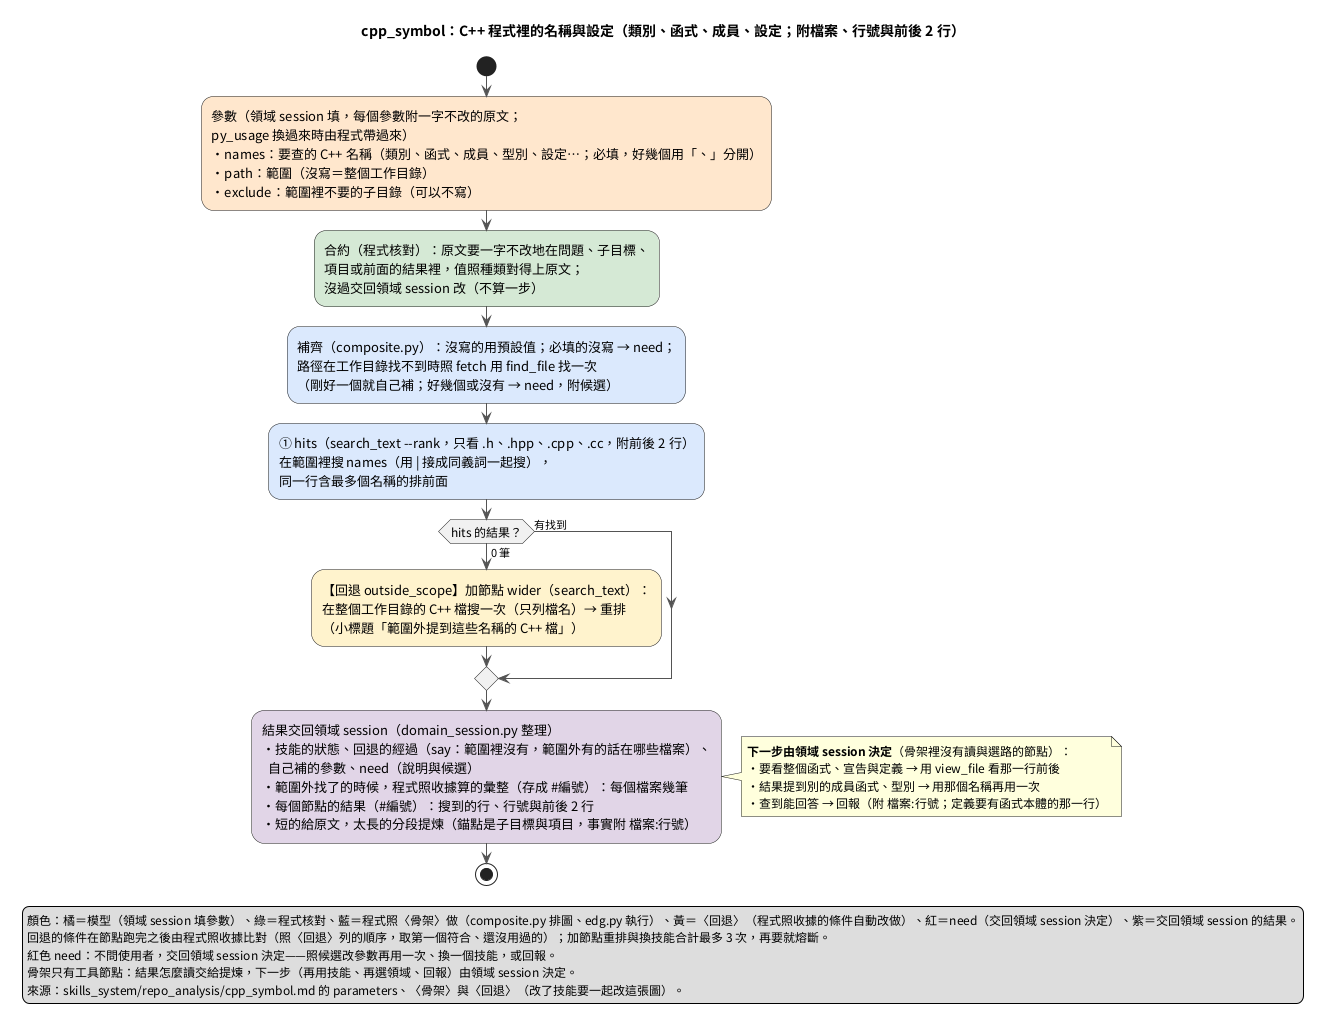 cpp_symbol：C++ 程式裡的名稱與設定（類別、函式、成員、設定；附檔案、行號與前後 2 行）
參數（領域 session 填，每個參數附一字不改的原文；
py_usage 換過來時由程式帶過來）
・names：要查的 C++ 名稱（類別、函式、成員、型別、設定…；必填，好幾個用「、」分開）
・path：範圍（沒寫＝整個工作目錄）
・exclude：範圍裡不要的子目錄（可以不寫）
合約（程式核對）：原文要一字不改地在問題、子目標、
項目或前面的結果裡，值照種類對得上原文；
沒過交回領域 session 改（不算一步）
補齊（composite.py）：沒寫的用預設值；必填的沒寫 → need；
路徑在工作目錄找不到時照 fetch 用 find_file 找一次
（剛好一個就自己補；好幾個或沒有 → need，附候選）
① hits（search_text --rank，只看 .h、.hpp、.cpp、.cc，附前後 2 行）
在範圍裡搜 names（用 | 接成同義詞一起搜），
同一行含最多個名稱的排前面
hits 的結果？
有找到
0 筆
【回退 outside_scope】加節點 wider（search_text）：
在整個工作目錄的 C++ 檔搜一次（只列檔名）→ 重排
（小標題「範圍外提到這些名稱的 C++ 檔」）
結果交回領域 session（domain_session.py 整理）
・技能的狀態、回退的經過（say：範圍裡沒有，範圍外有的話在哪些檔案）、
自己補的參數、need（說明與候選）
・範圍外找了的時候，程式照收據算的彙整（存成 #編號）：每個檔案幾筆
・每個節點的結果（#編號）：搜到的行、行號與前後 2 行
・短的給原文，太長的分段提煉（錨點是子目標與項目，事實附 檔案:行號）
下一步由領域 session 決定（骨架裡沒有讀與選路的節點）：
・要看整個函式、宣告與定義 → 用 view_file 看那一行前後
・結果提到別的成員函式、型別 → 用那個名稱再用一次
・查到能回答 → 回報（附 檔案:行號；定義要有函式本體的那一行）
顏色：橘＝模型（領域 session 填參數）、綠＝程式核對、藍＝程式照〈骨架〉做（composite.py 排圖、edg.py 執行）、黃＝〈回退〉（程式照收據的條件自動改做）、紅＝need（交回領域 session 決定）、紫＝交回領域 session 的結果。
回退的條件在節點跑完之後由程式照收據比對（照〈回退〉列的順序，取第一個符合、還沒用過的）；加節點重排與換技能合計最多 3 次，再要就熔斷。
紅色 need：不問使用者，交回領域 session 決定——照候選改參數再用一次、換一個技能，或回報。
骨架只有工具節點：結果怎麼讀交給提煉，下一步（再用技能、再選領域、回報）由領域 session 決定。
來源：skills_system/repo_analysis/cpp_symbol.md 的 parameters、〈骨架〉與〈回退〉（改了技能要一起改這張圖）。